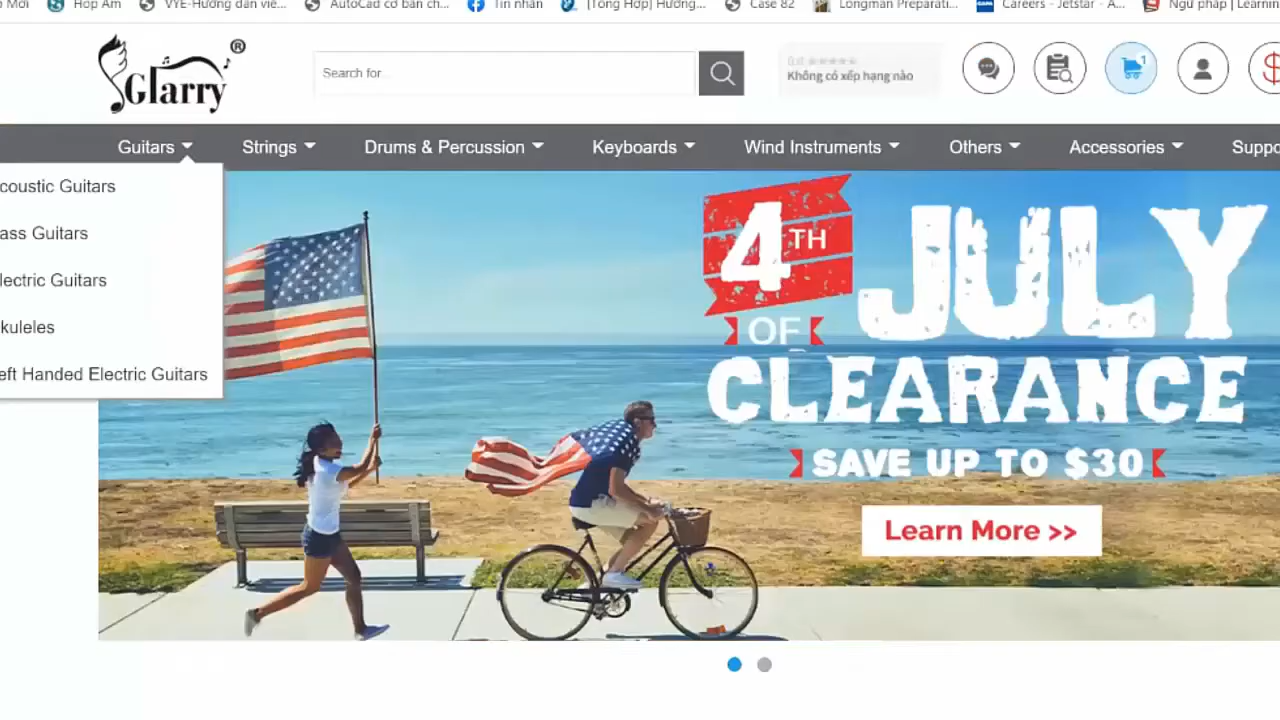 Mới
Hợp Âm
VYE-Hướng dẫn viê...
AutoCad cơ bản ch...
Tin nhắn
[Tổng Hợp] Hướng...
Case 82
Longman Preparati...
Careers - Jetstar - A...
Ngữ pháp | Learnin
Glarry ®
Search for
0.0
Không có xếp hạng nào
1
Guitars
Strings
Drums & Percussion
Keyboards
Wind Instruments
Others
Accessories
Suppo
coustic Guitars
ass Guitars
lectric Guitars
kuleles
eft Handed Electric Guitars
4TH
OF
JULY
CLEARANCE
SAVE UP TO $30
Learn More >>